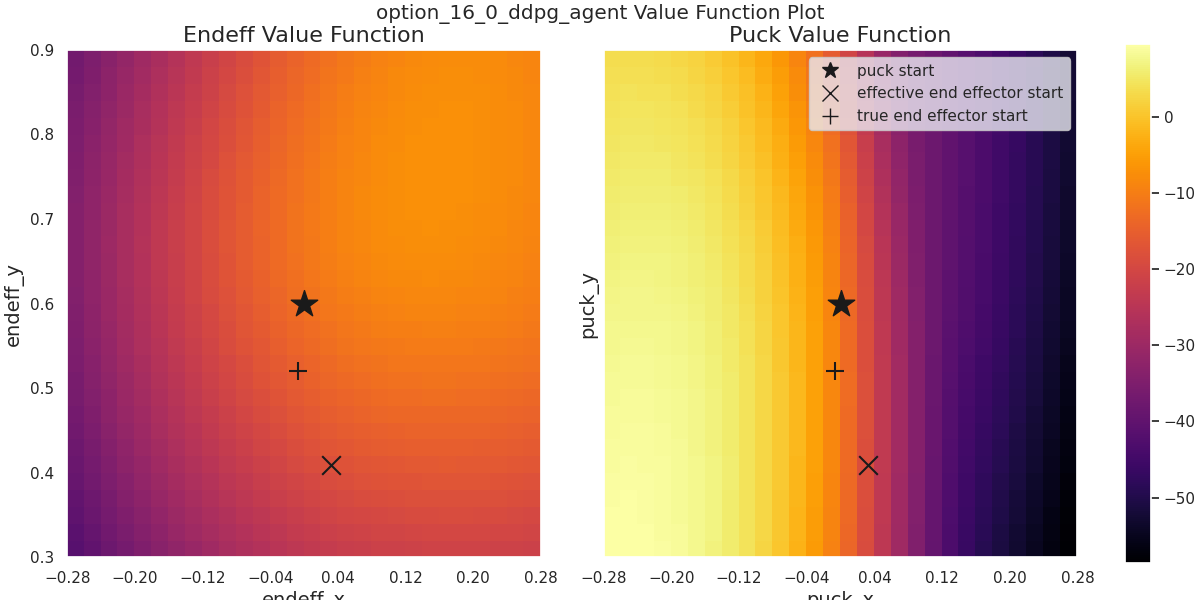 option_16_0_ddpg_agent Value Function Plot
Endeff Value Function
endeff_y
0.9
0.8
0.7
0.6
0.5
0.4
0.3
−0.28 −0.20 −0.12 −0.04 0.04 0.12 0.20 0.28
endeff_x
Puck Value Function
puck start
effective end effector start
true end effector start
puck_y
−0.28 −0.20 −0.12 −0.04 0.04 0.12 0.20 0.28
puck_x
0
−10
−20
−30
−40
−50